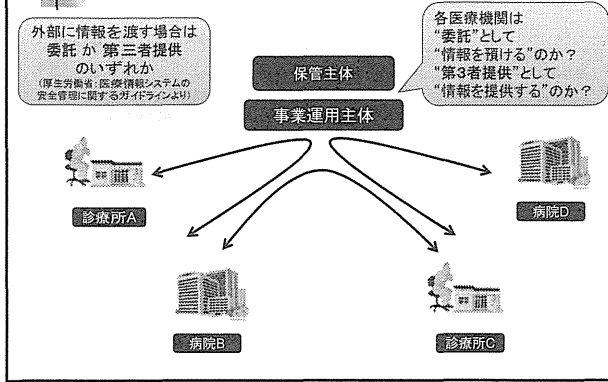 外部に情報を渡す場合は
委託 か 第三者提供
のいずれか
(厚生労働省:医療情報システムの
安全管理に関するガイドラインより)
各医療機関は
“委託”として
“情報を預ける”のか?
“第3者提供”として
“情報を提供する”のか?
保管主体
事業運用主体
診療所A
病院D
病院B
診療所C